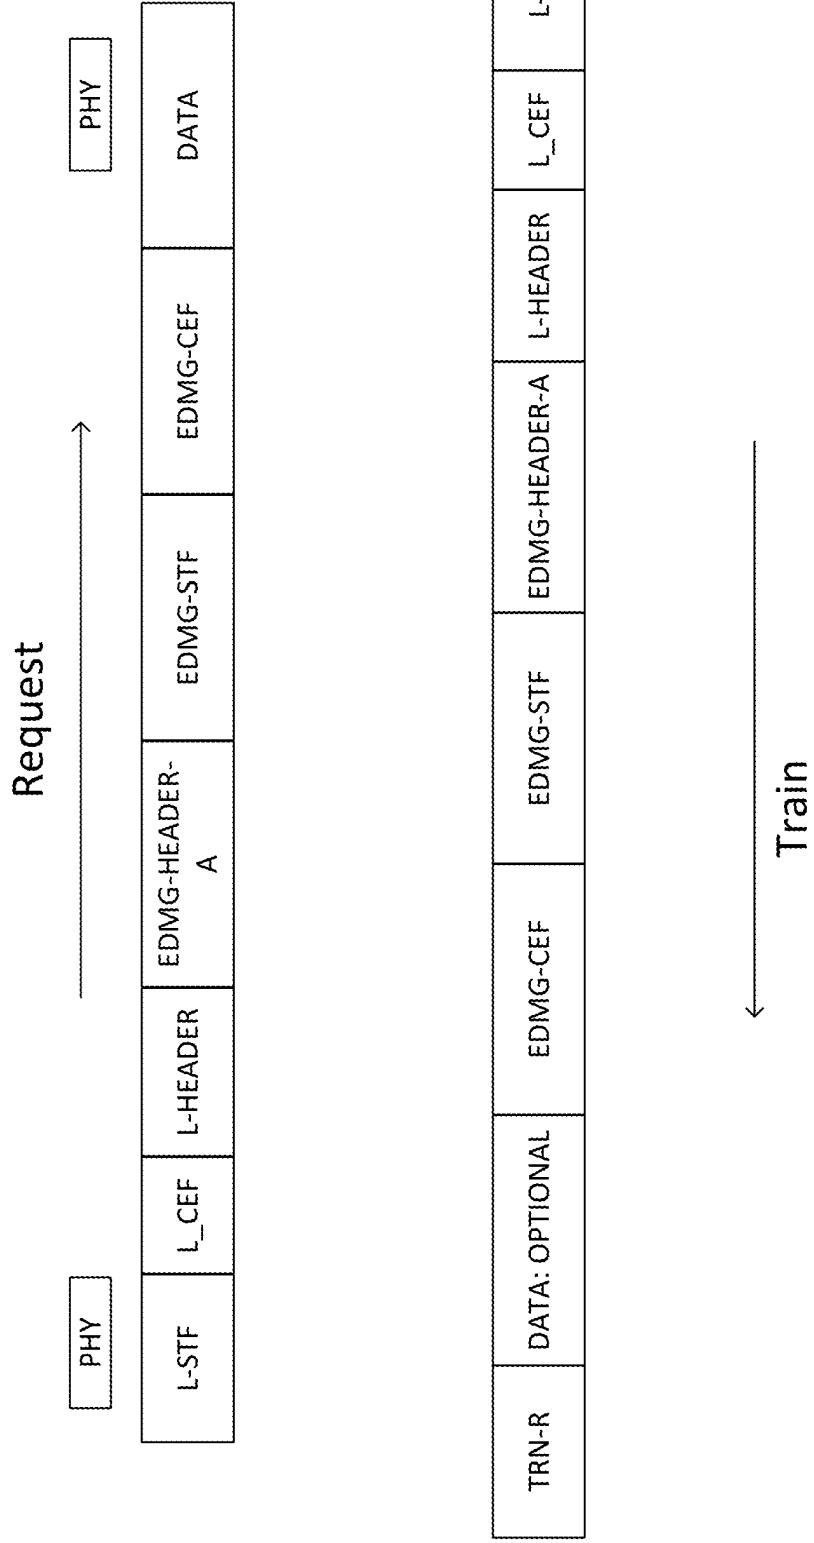 Request
PHY
PHY
L-STF
L_CEF
L-HEADER
EDMG-HEADER-
A
EDMG-STF
EDMG-CEF
DATA
TRN-R
DATA: OPTIONAL
EDMG-CEF
EDMG-STF
EDMG-HEADER-A
L-HEADER
L_CEF
L-
Train